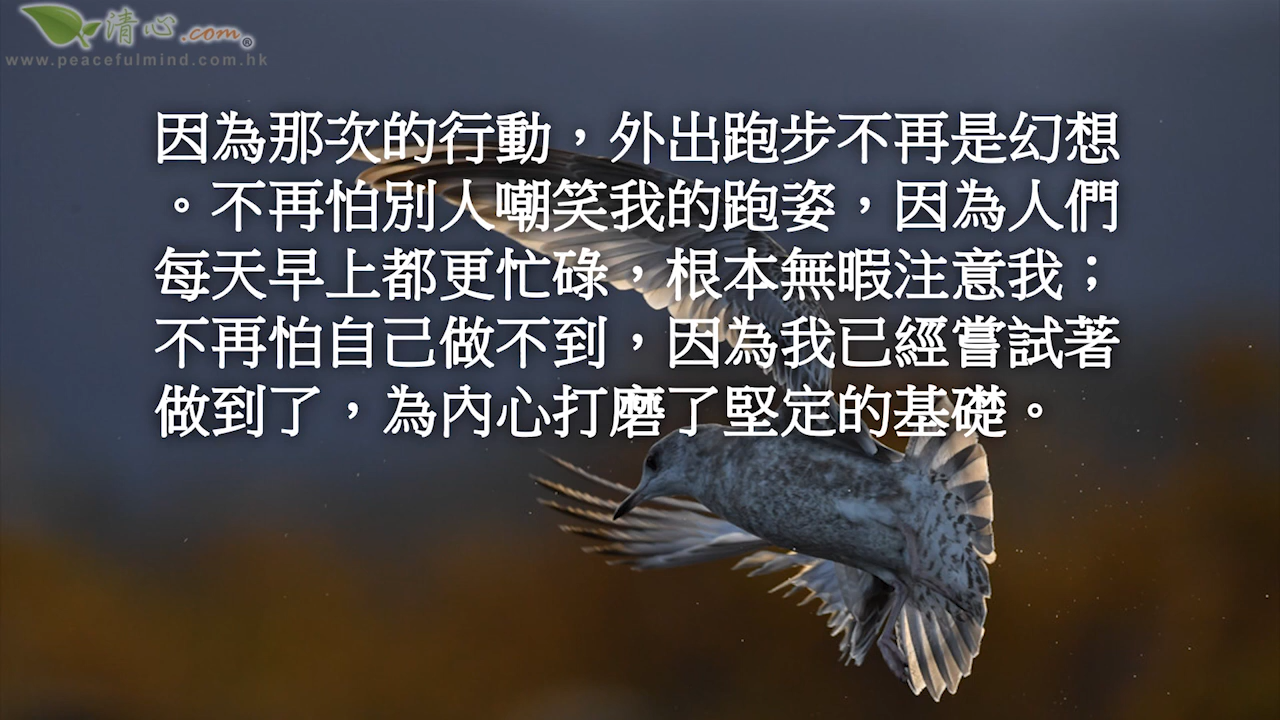 清心.com®
www.peacefulmind.com.hk
因為那次的行動，外出跑步不再是幻想
。不再怕別人嘲笑我的跑姿，因為人們
每天早上都更忙碌，根本無暇注意我；
不再怕自己做不到，因為我已經嘗試著
做到了，為內心打磨了堅定的基礎。